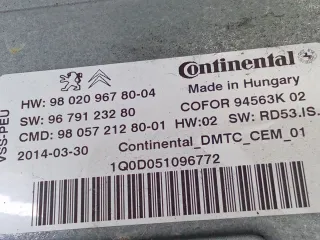 Continental
HW: 98 020 967 80-04
Made in Hungary
SW: 96 791 232 80
COFOR 94563K 02
CMD: 98 057 212 80-01
HW:02 SW: RD53.IS.
2014-03-30
Continental_DMTC_CEM_01
1Q0D051096772
VSS-PEU